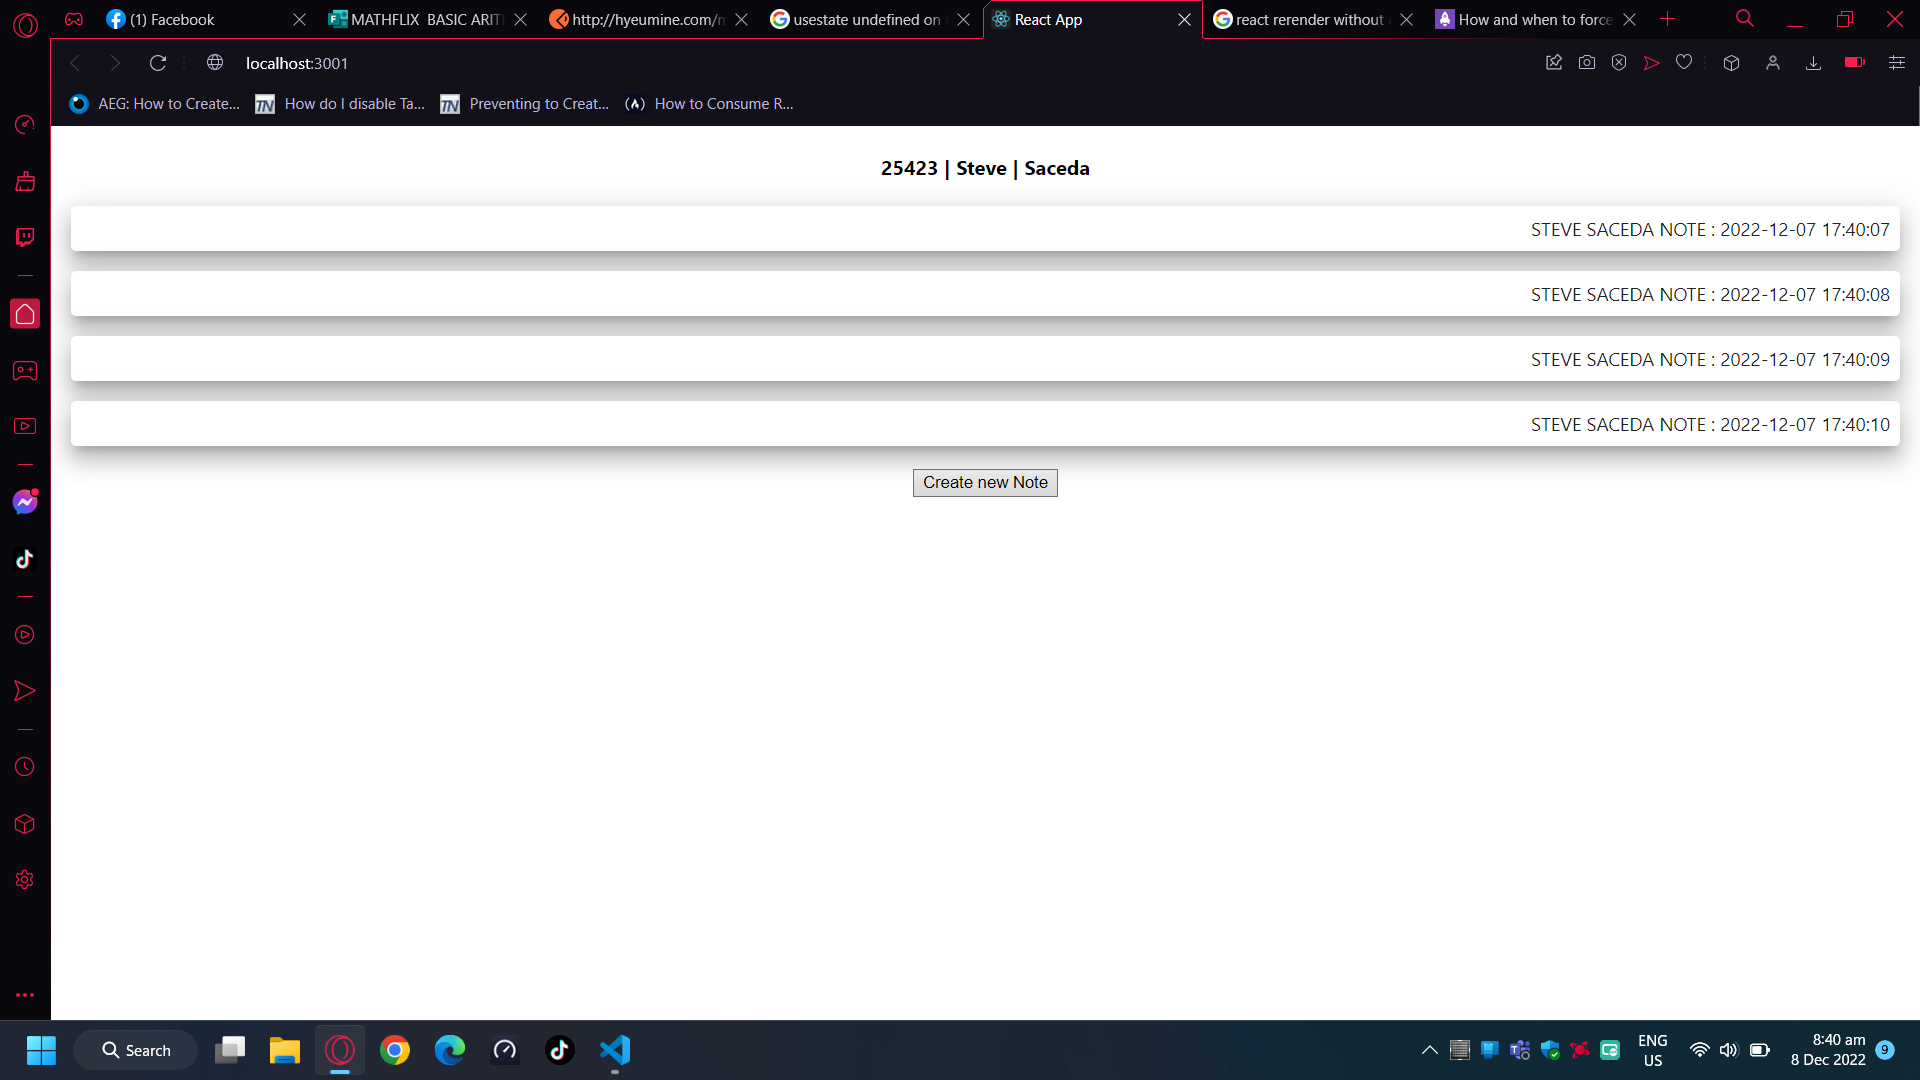 (1) Facebook
MATHFLIX BASIC ARIT
http://hyeumine.com/
usestate undefined on
React App
react rerender without
How and when to force
localhost:3001
AEG: How to Create...
How do I disable Ta...
Preventing to Creat...
How to Consume R...
25423 | Steve | Saceda
STEVE SACEDA NOTE : 2022-12-07 17:40:07
STEVE SACEDA NOTE : 2022-12-07 17:40:08
STEVE SACEDA NOTE : 2022-12-07 17:40:09
STEVE SACEDA NOTE : 2022-12-07 17:40:10
Create new Note
Search
ENG
US
8:40 am
8 Dec 2022
9